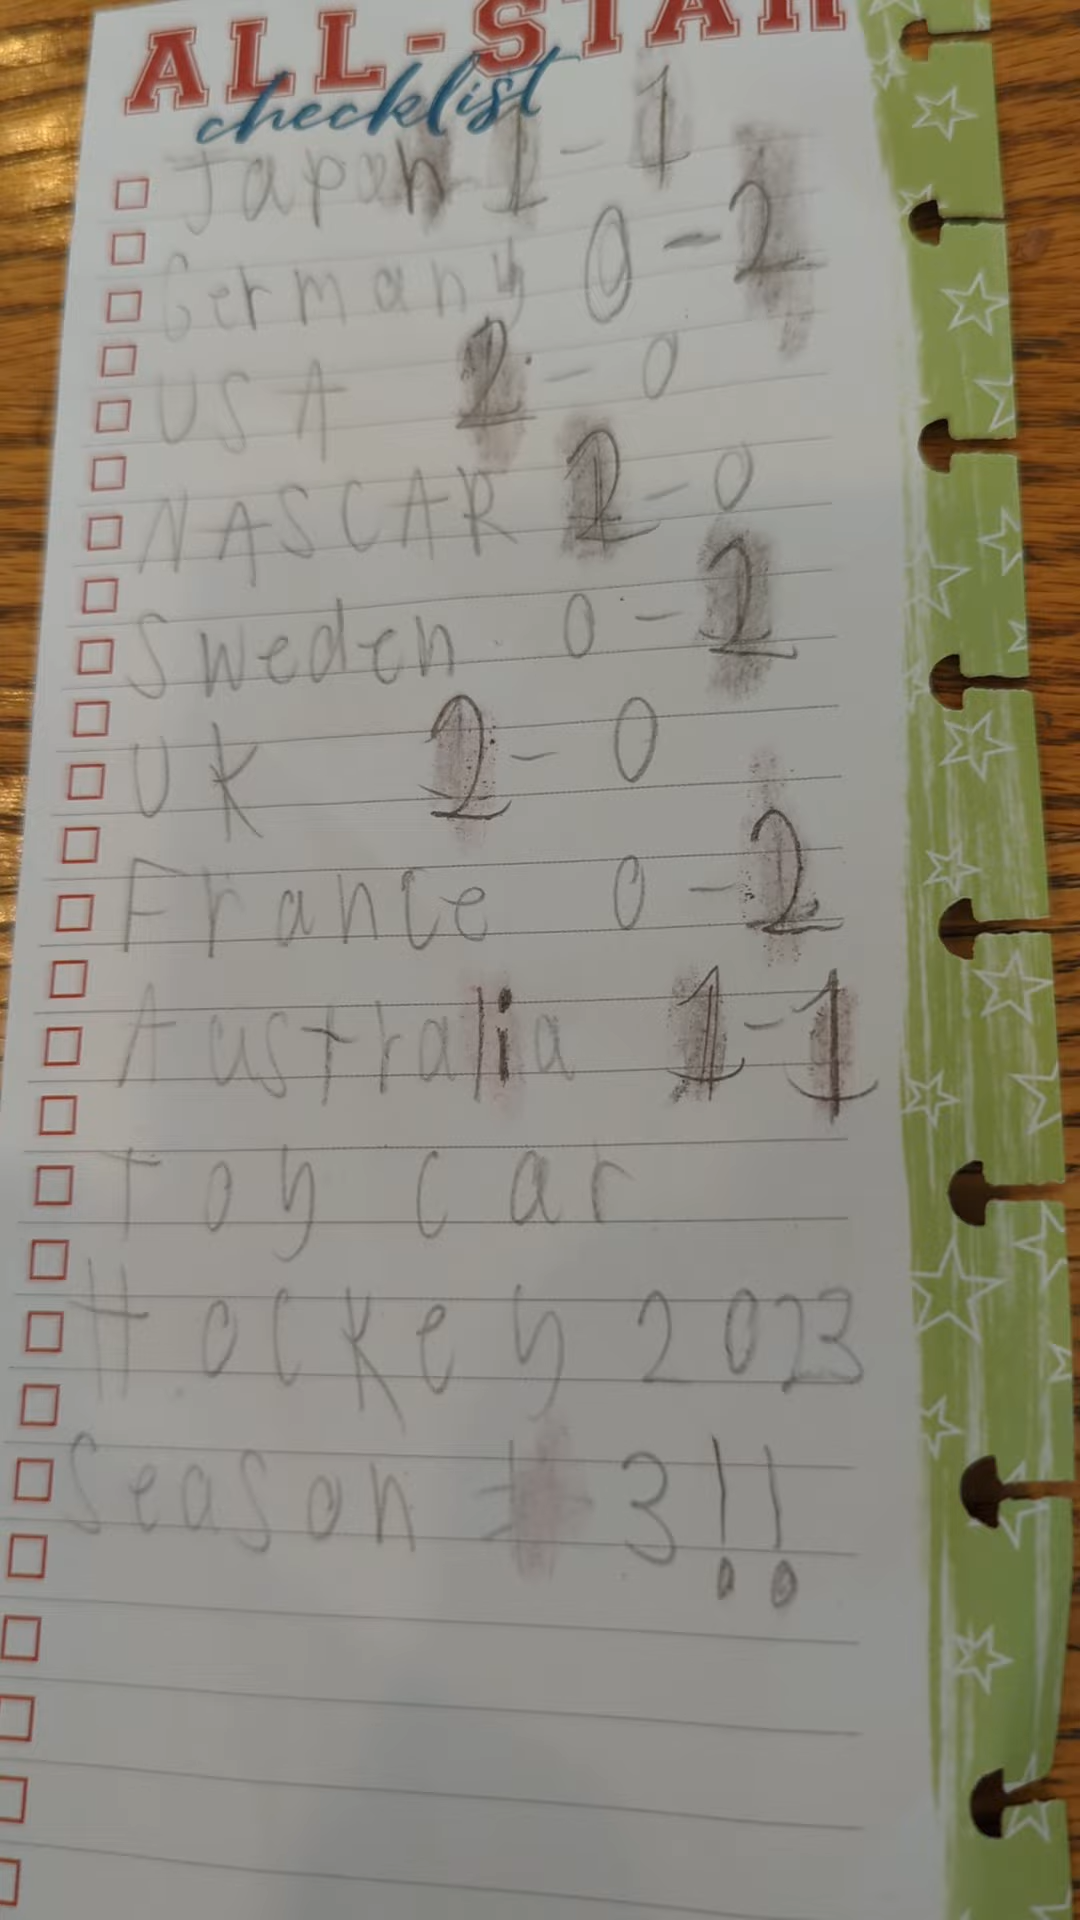 ALL-STAR
checklist
Japan 1-1
Germany 0-2
USA 2-0
NASCAR 2-0
Sweden 0-2
UK 2-0
France 0-2
Australia 1-1
Toy car
Hockey 2023
Season 3!!